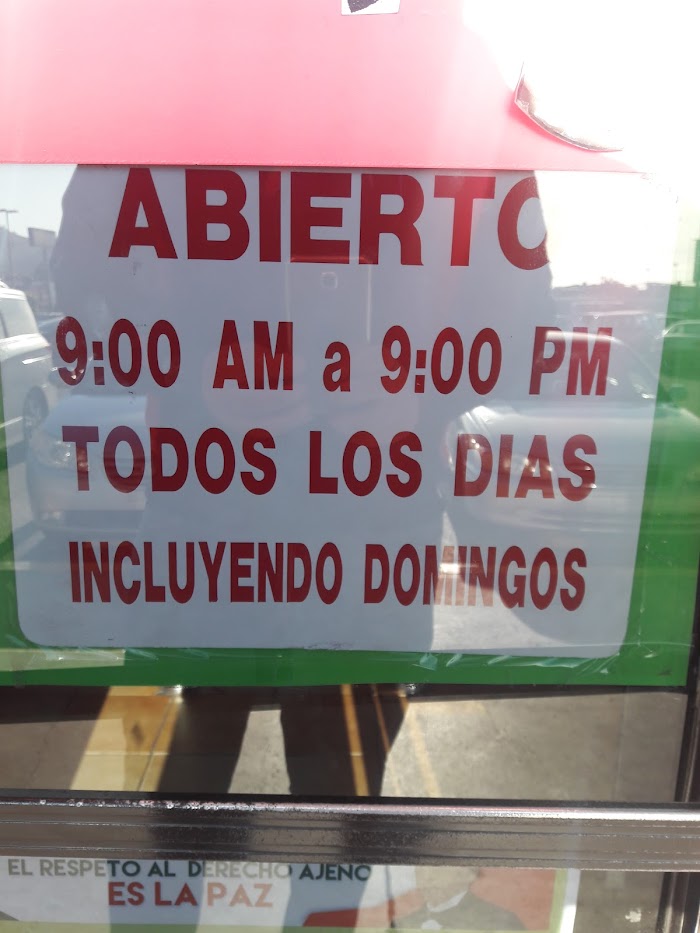 ABIERTO
9:00 AM a 9:00 PM
TODOS LOS DIAS
INCLUYENDO DOMINGOS
EL RESPETO AL DERECHO AJENO
ES LA PAZ